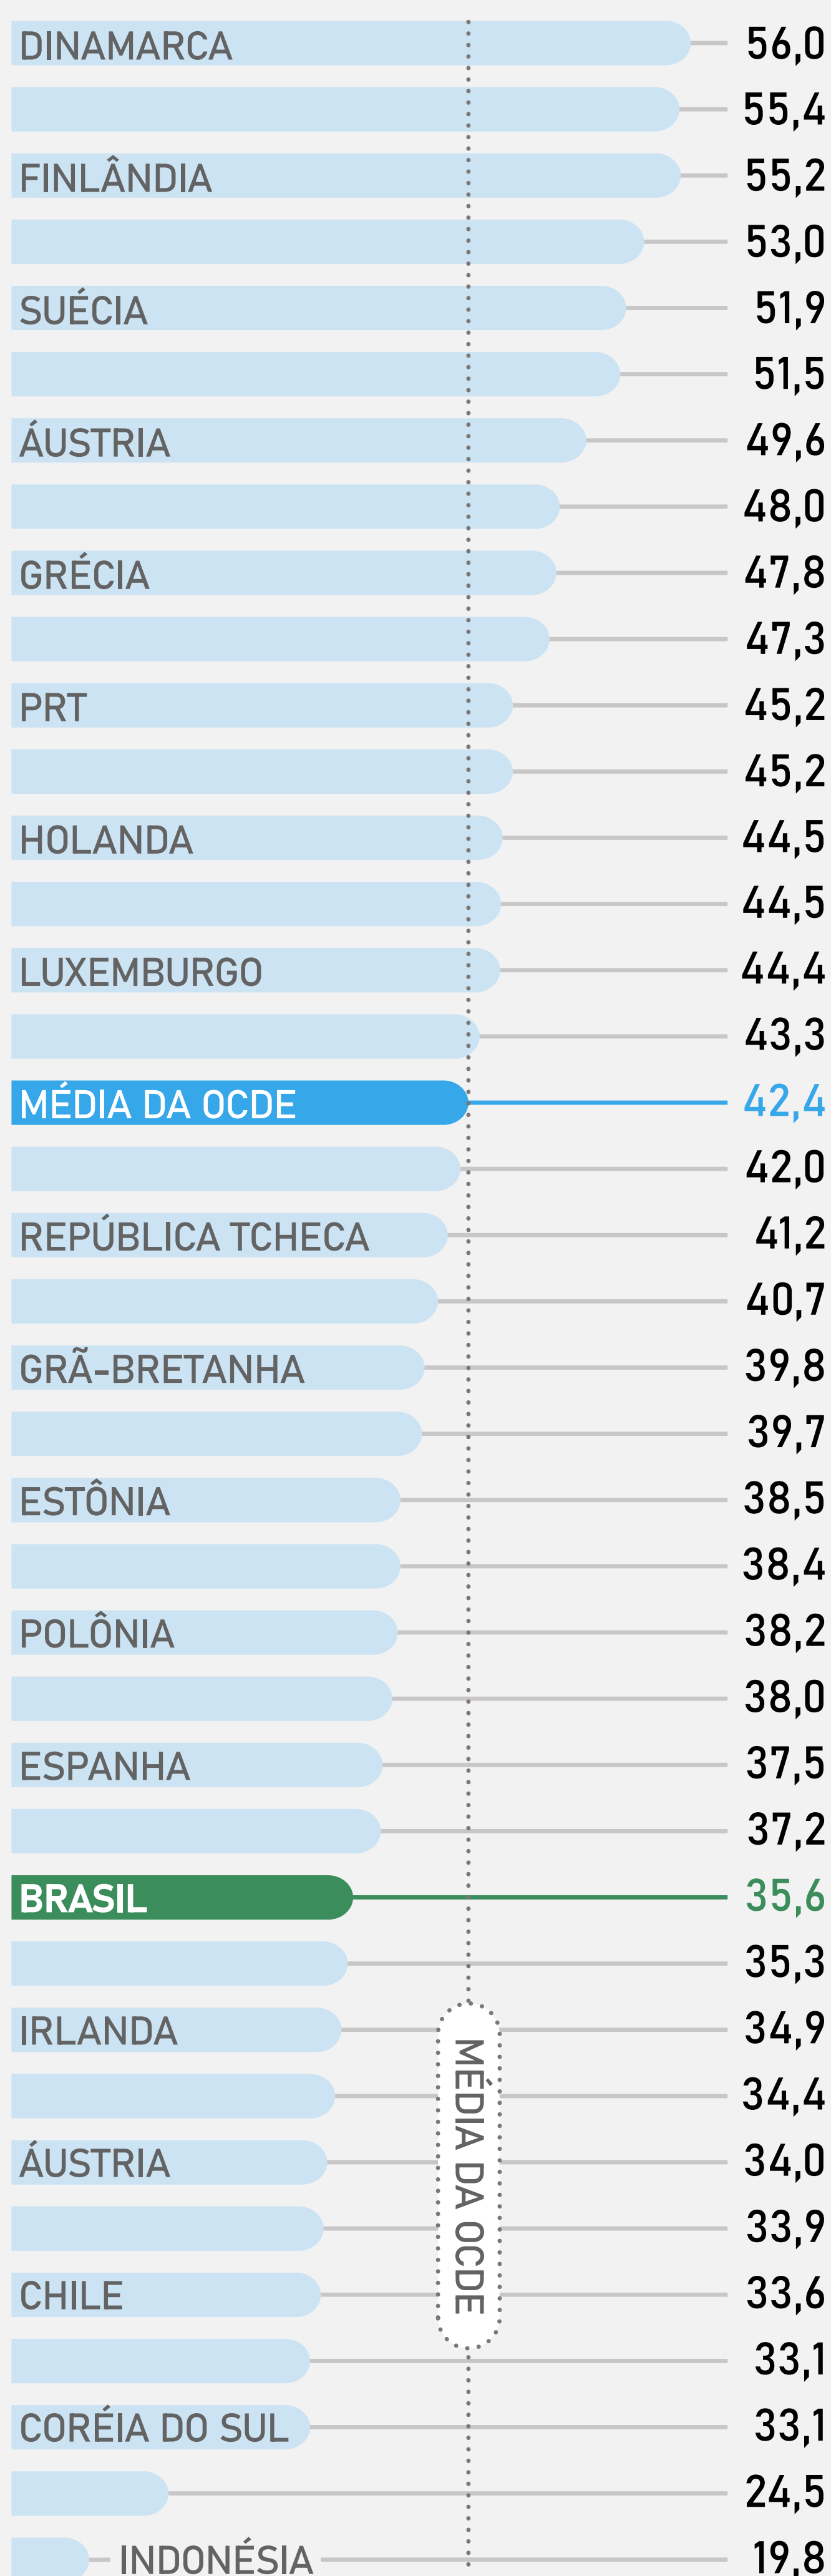 DINAMARCA 56,0
55,4
FINLÂNDIA 55,2
53,0
SUÉCIA 51,9
51,5
ÁUSTRIA 49,6
48,0
GRÉCIA 47,8
47,3
PRT 45,2
45,2
HOLANDA 44,5
44,5
LUXEMBURGO 44,4
43,3
MÉDIA DA OCDE 42,4
42,0
REPÚBLICA TCHECA 41,2
40,7
GRÃ-BRETANHA 39,8
39,7
ESTÔNIA 38,5
38,4
POLÔNIA 38,2
38,0
ESPANHA 37,5
37,2
BRASIL 35,6
35,3
IRLANDA 34,9
34,4
ÁUSTRIA 34,0
33,9
CHILE 33,6
33,1
CORÉIA DO SUL 33,1
24,5
INDONÉSIA 19,8
MÉDIA DA OCDE